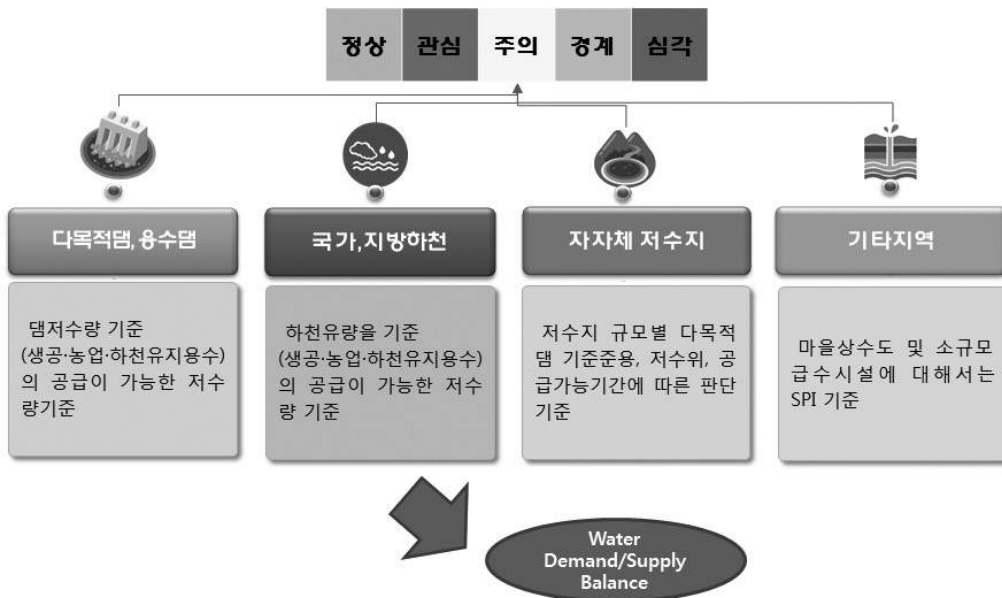 정상 관심 주의 경계 심각
다목적댐, 용수댐
댐저수량 기준
(생공·농업·하천유지용수)
의 공급이 가능한 저수
량기준
국가,지방하천
하천유량을 기준
(생공·농업·하천유지용수)
의 공급이 가능한 저수
량 기준
자자체 저수지
저수지 규모별 다목적
댐 기준준용, 저수위, 공
급가능기간에 따른 판단
기준
기타지역
마을상수도 및 소규모
급수시설에 대해서는
SPI 기준
Water
Demand/Supply
Balance